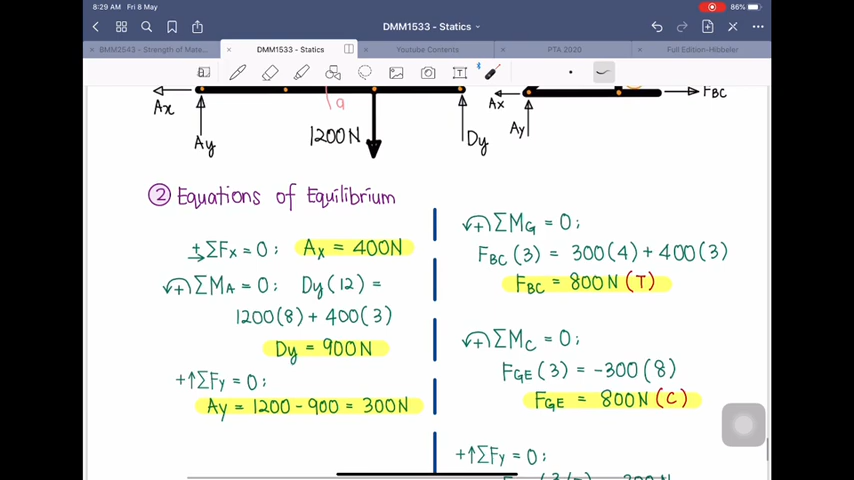 8:29 AM Fri 8 May
86%
DMM1533 - Statics
BMM2543 - Strength of Mate...
DMM1533 - Statics
Youtube Contents
PTA 2020
Full Edition-Hibbeler
Ax
Ay
1200N
Dy
9
Ax
Ay
FBC
② Equations of Equilibrium
+→ΣFx = 0; Ax = 400N
↶+ ΣMA = 0; Dy(12) =
1200(8) + 400(3)
Dy = 900N
+↑ΣFy = 0;
Ay = 1200 - 900 = 300N
↶+ ΣMG = 0;
FBC(3) = 300(4) + 400(3)
FBC = 800N (T)
↶+ ΣMC = 0;
FGE(3) = -300(8)
FGE = 800N (C)
+↑ΣFy = 0;